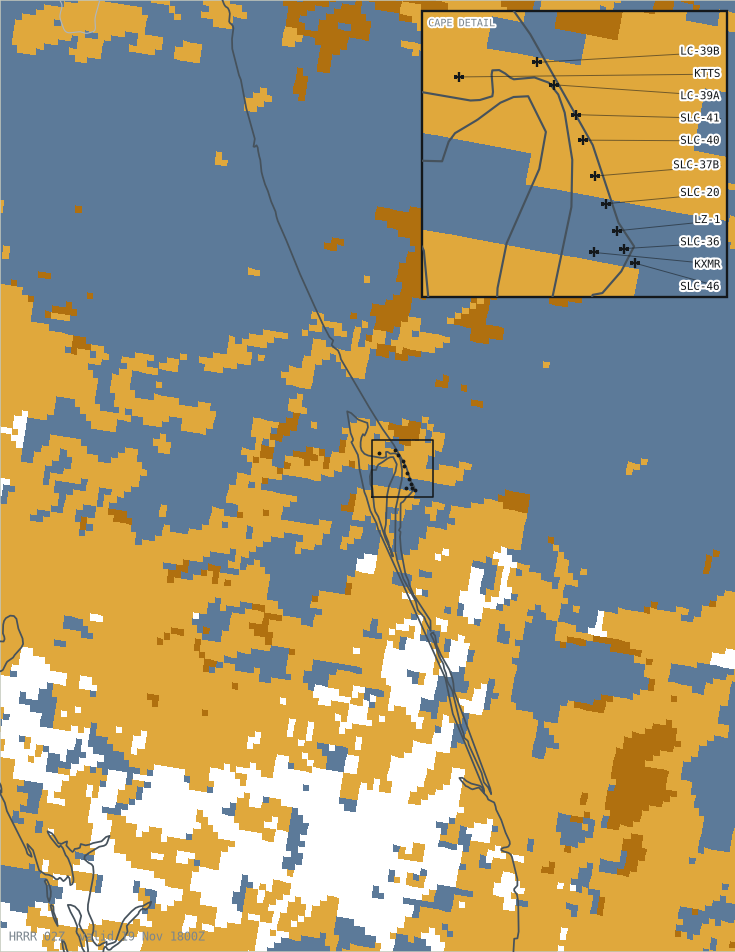 CAPE DETAIL
LC-39B
KTTS
LC-39A
SLC-41
SLC-40
SLC-37B
SLC-20
LZ-1
SLC-36
KXMR
SLC-46
HRRR 02Z valid 29 Nov 1800Z